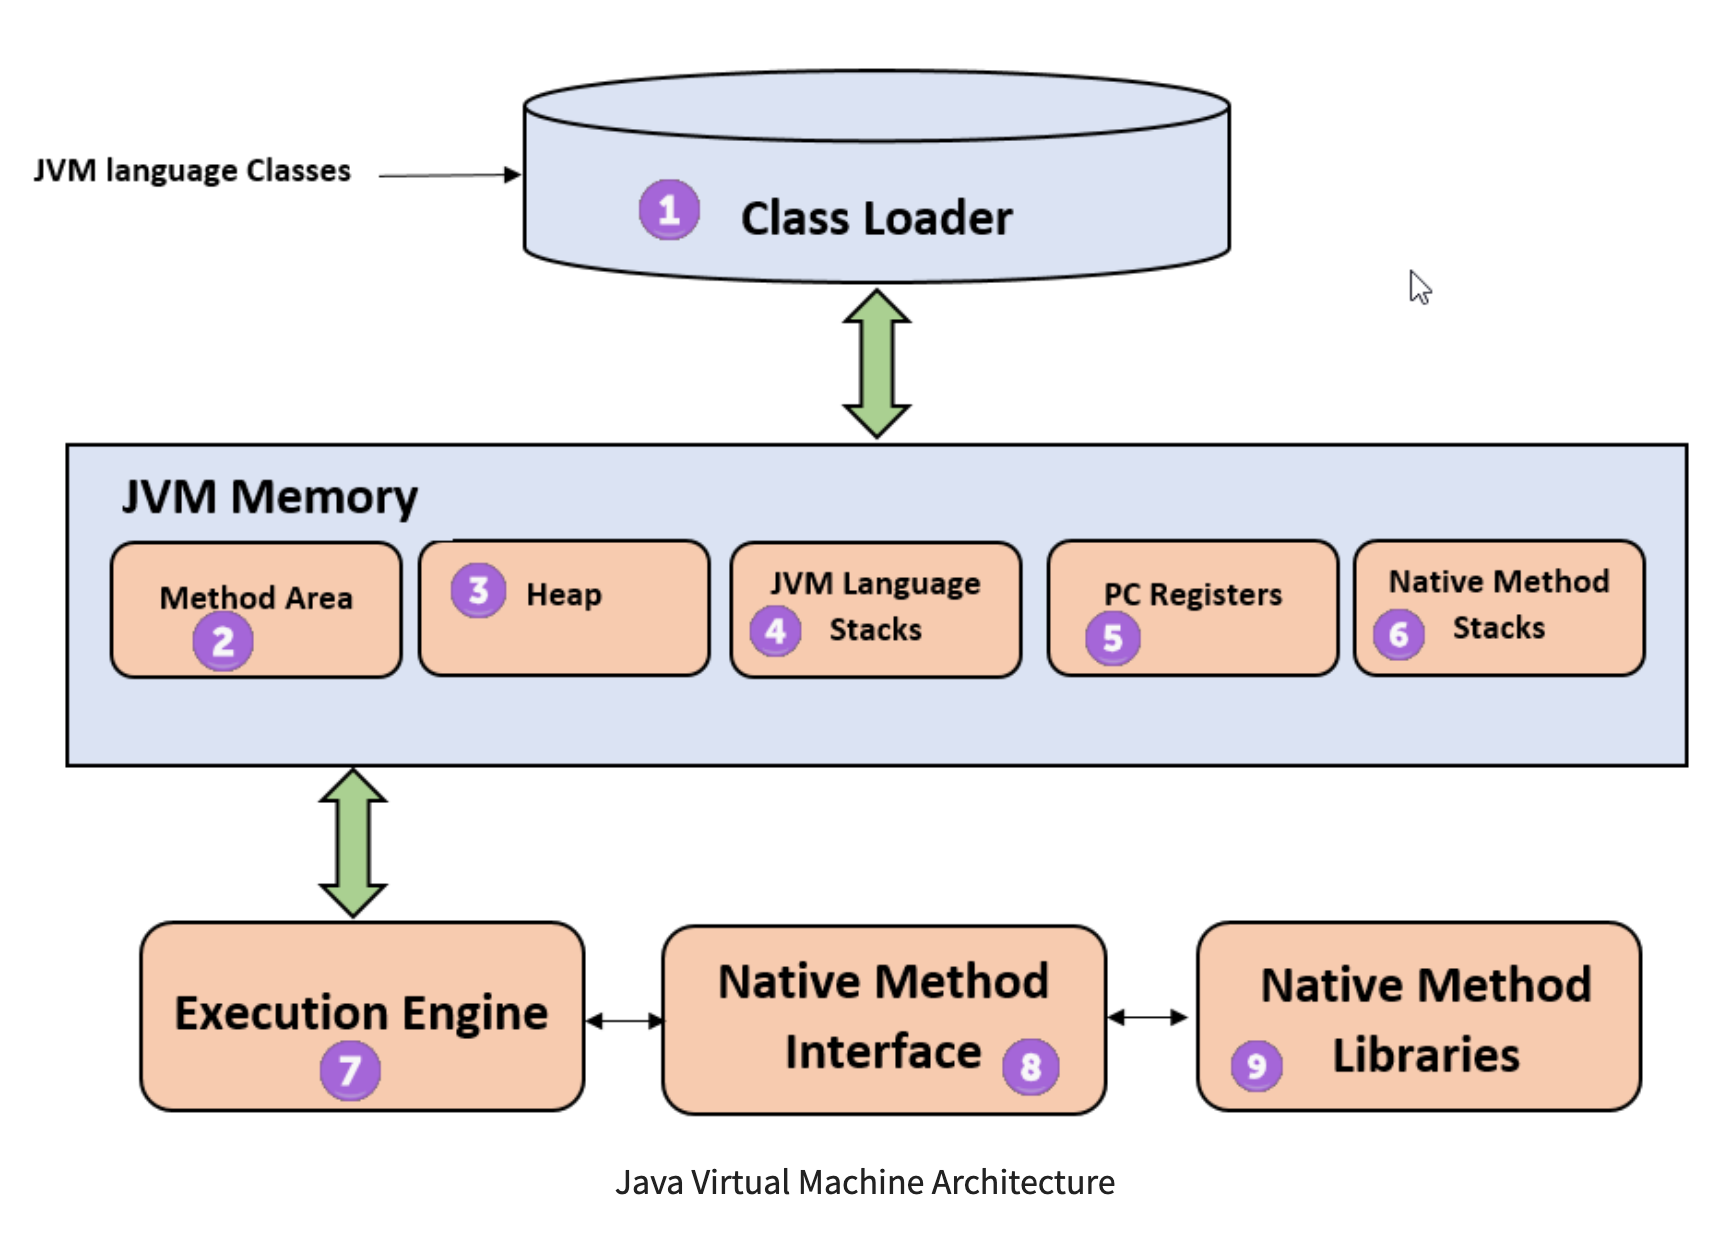 JVM language Classes
1 Class Loader
JVM Memory
Method Area
2
3 Heap
JVM Language
4 Stacks
PC Registers
5
Native Method
6 Stacks
Execution Engine
7
Native Method
Interface 8
Native Method
9 Libraries
Java Virtual Machine Architecture